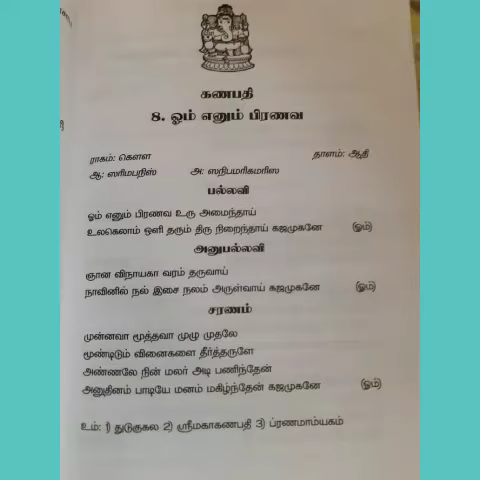 கணபதி
8. ஓம் எனும் பிரணவ
ராகம்: கௌள தாளம்: ஆதி
ஆ: ஸரிமபநிஸ் அ: ஸநிபமரிகமரிஸ
பல்லவி
ஓம் எனும் பிரணவ உரு அமைந்தாய்
உலகெலாம் ஒளி தரும் திரு நிறைந்தாய் கஜமுகனே (ஓம்)
அனுபல்லவி
ஞான விநாயகா வரம் தருவாய்
நாவினில் நல் இசை நலம் அருள்வாய் கஜமுகனே (ஓம்)
சரணம்
முன்னவா மூத்தவா முழு முதலே
மூண்டிடும் வினைகளை தீர்த்தருளே
அண்ணலே நின் மலர் அடி பணிந்தேன்
அனுதினம் பாடியே மனம் மகிழ்ந்தேன் கஜமுகனே (ஓம்)
உம்: 1) துடுகுகல 2) ஸ்ரீமகாகணபதி 3) ப்ரணமாம்யகம்